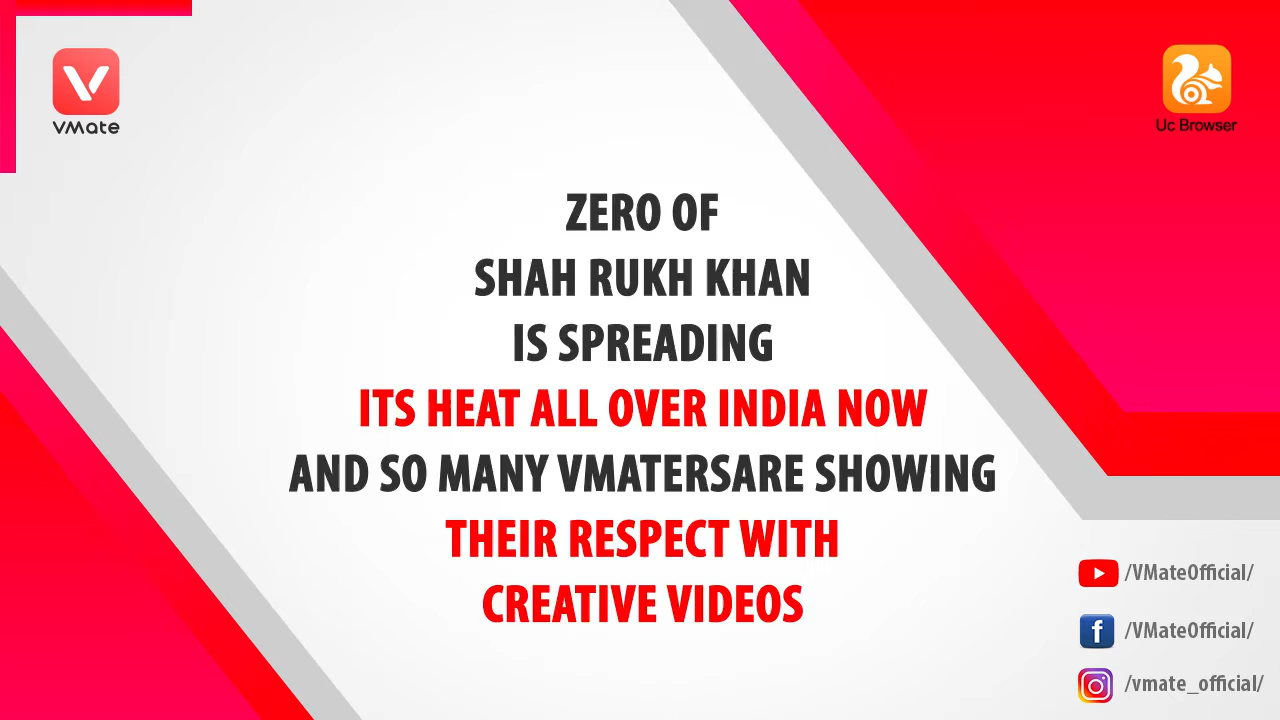 VMate
Uc Browser
ZERO OF
SHAH RUKH KHAN
IS SPREADING
ITS HEAT ALL OVER INDIA NOW
AND SO MANY VMATERSARE SHOWING
THEIR RESPECT WITH
CREATIVE VIDEOS
/VMateOfficial/
/VMateOfficial/
/vmate_official/